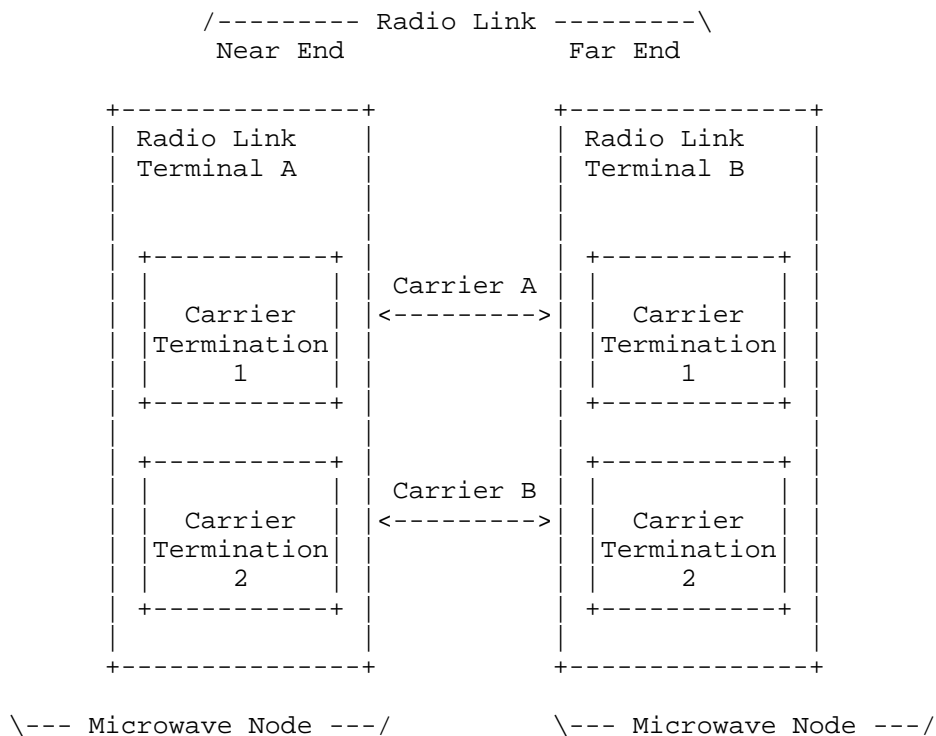 /--------- Radio Link ---------\
Near End Far End
Radio Link Radio Link
Terminal A Terminal B
Carrier A
Carrier <---------> Carrier
Termination Termination
1 1
Carrier B
Carrier <---------> Carrier
Termination Termination
2 2
\--- Microwave Node ---/ \--- Microwave Node ---/